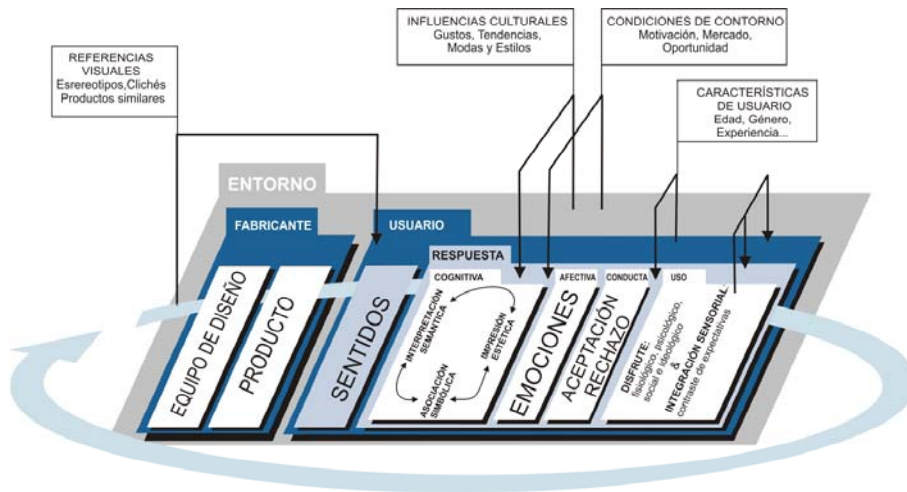 REFERENCIAS
VISUALES
Esrereotipos,Clichés
Productos similares
INFLUENCIAS CULTURALES
Gustos, Tendencias,
Modas y Estilos
CONDICIONES DE CONTORNO
Motivación, Mercado,
Oportunidad
CARACTERÍSTICAS
DE USUARIO
Edad, Género,
Experiencia...
ENTORNO
FABRICANTE
EQUIPO DE DISEÑO
PRODUCTO
USUARIO
SENTIDOS
RESPUESTA
COGNITIVA
INTERPRETACIÓN
SEMÁNTICA
IMPRESIÓN
ESTÉTICA
ASOCIACIÓN
SIMBÓLICA
AFECTIVA
EMOCIONES
CONDUCTA
ACEPTACIÓN
RECHAZO
USO
DISFRUTE:
fisiológico, psicológico,
social e ideológico
&
INTEGRACIÓN SENSORIAL:
contraste de expectativas